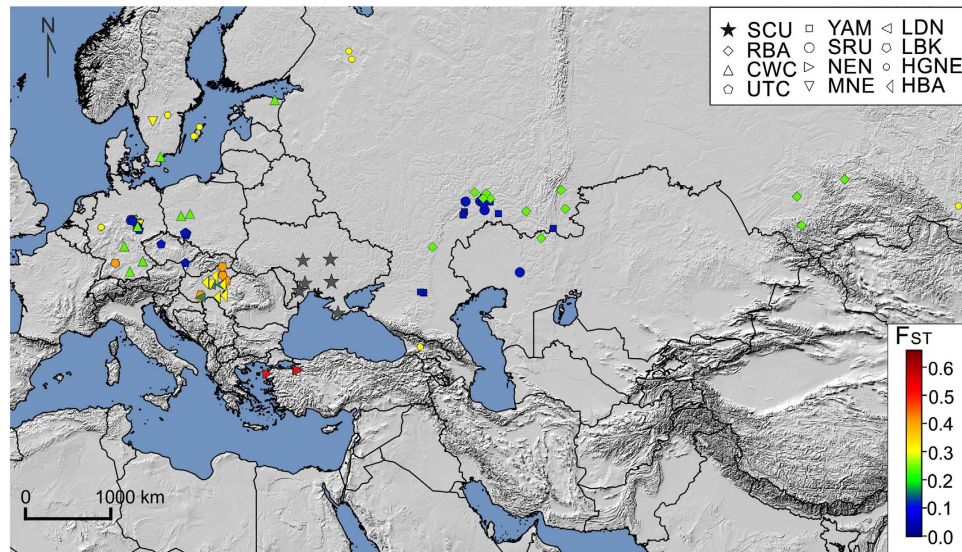 N
SCU YAM LDN
RBA SRU LBK
CWC NEN HGNE
UTC MNE HBA
FST
0.6
0.5
0.4
0.3
0.2
0.1
0.0
0 1000 km